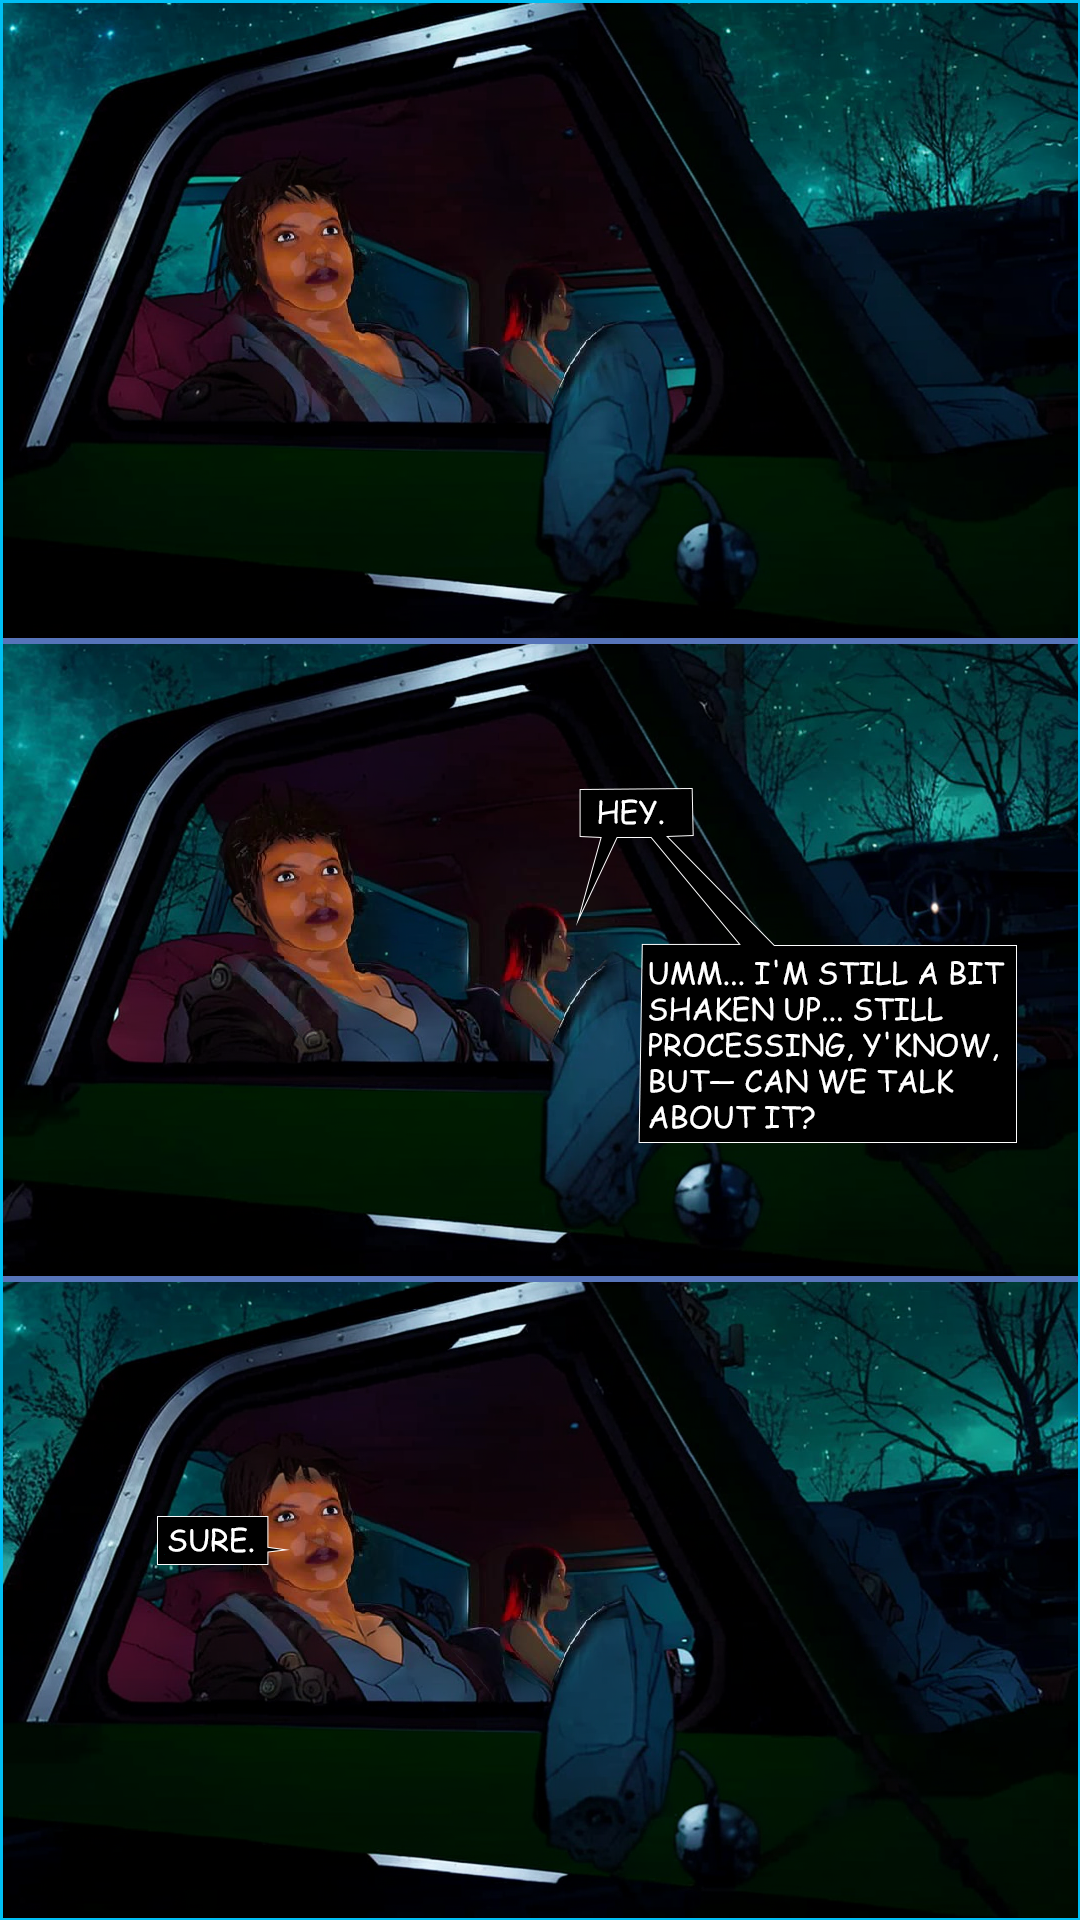 HEY.
UMM... I'M STILL A BIT
SHAKEN UP... STILL
PROCESSING, Y'KNOW,
BUT— CAN WE TALK
ABOUT IT?
SURE.